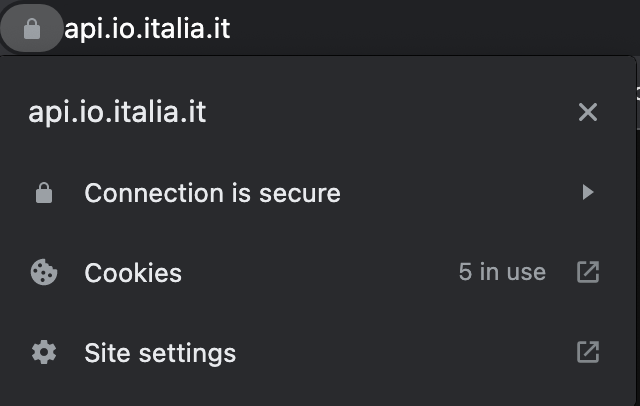 api.io.italia.it
api.io.italia.it
Connection is secure
Cookies 5 in use
Site settings